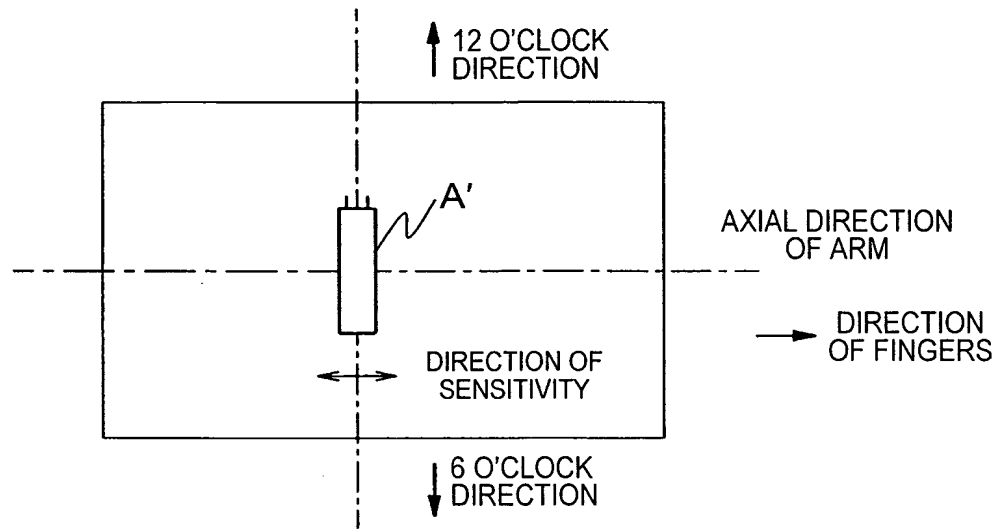 12 O'CLOCK
DIRECTION
A'
AXIAL DIRECTION
OF ARM
DIRECTION
OF FINGERS
DIRECTION OF
SENSITIVITY
6 O'CLOCK
DIRECTION